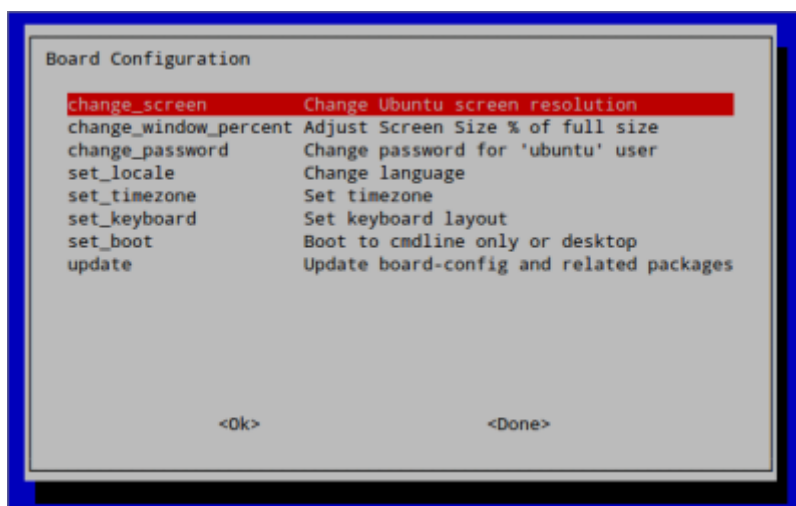 Board Configuration
change_screen Change Ubuntu screen resolution
change_window_percent Adjust Screen Size % of full size
change_password Change password for 'ubuntu' user
set_locale Change language
set_timezone Set timezone
set_keyboard Set keyboard layout
set_boot Boot to cmdline only or desktop
update Update board-config and related packages
<Ok> <Done>